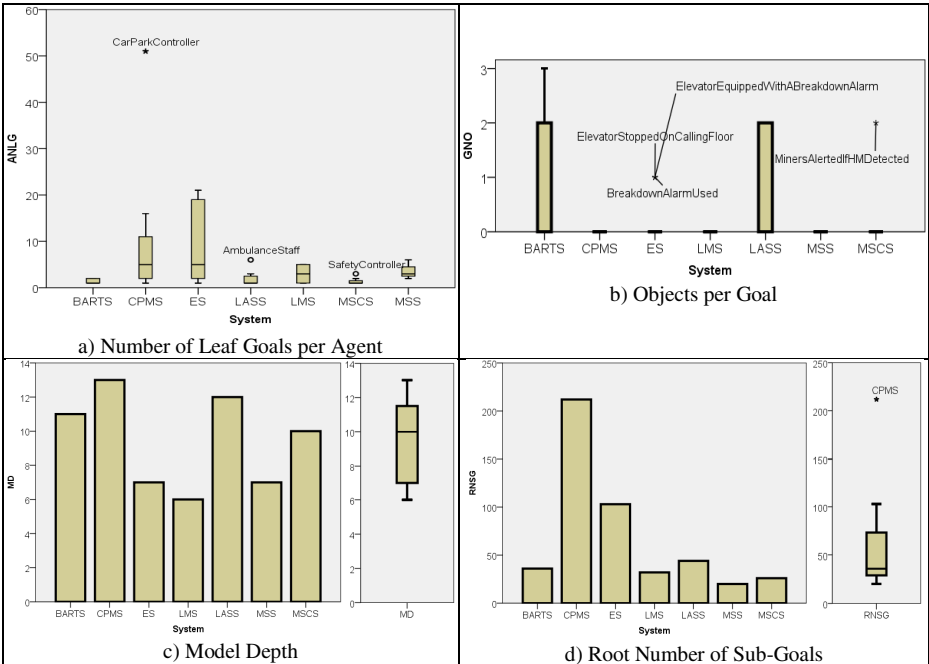 60
50
40
30
20
10
0
ANLG
CarParkController
AmbulanceStaff
SafetyController
BARTS CPMS ES LASS LMS MSCS MSS
System
a) Number of Leaf Goals per Agent
3
2
1
0
GNO
ElevatorEquippedWithABreakdownAlarm
ElevatorStoppedOnCallingFloor
MinersAlertedIfHMDetected
BreakdownAlarmUsed
BARTS CPMS ES LMS LASS MSS MSCS
System
b) Objects per Goal
14
12
10
8
6
4
2
0
MD
BARTS CPMS ES LMS LASS MSS MSCS
System
14
12
10
8
6
4
2
0
MD
c) Model Depth
250
200
150
100
50
0
RNSG
BARTS CPMS ES LMS LASS MSS MSCS
System
250
200
150
100
50
0
CPMS
RNSG
d) Root Number of Sub-Goals